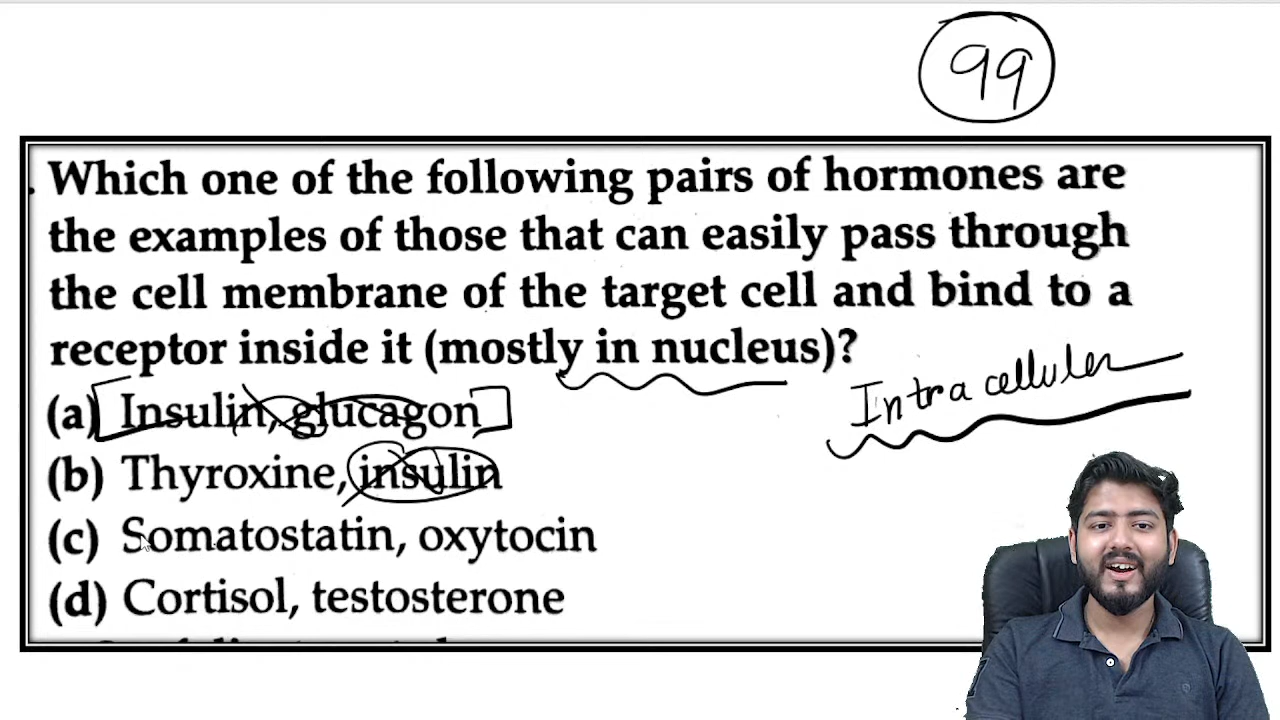 99
. Which one of the following pairs of hormones are
the examples of those that can easily pass through
the cell membrane of the target cell and bind to a
receptor inside it (mostly in nucleus)?
Intracellular
(a) Insulin, glucagon
(b) Thyroxine, insulin
(c) Somatostatin, oxytocin
(d) Cortisol, testosterone